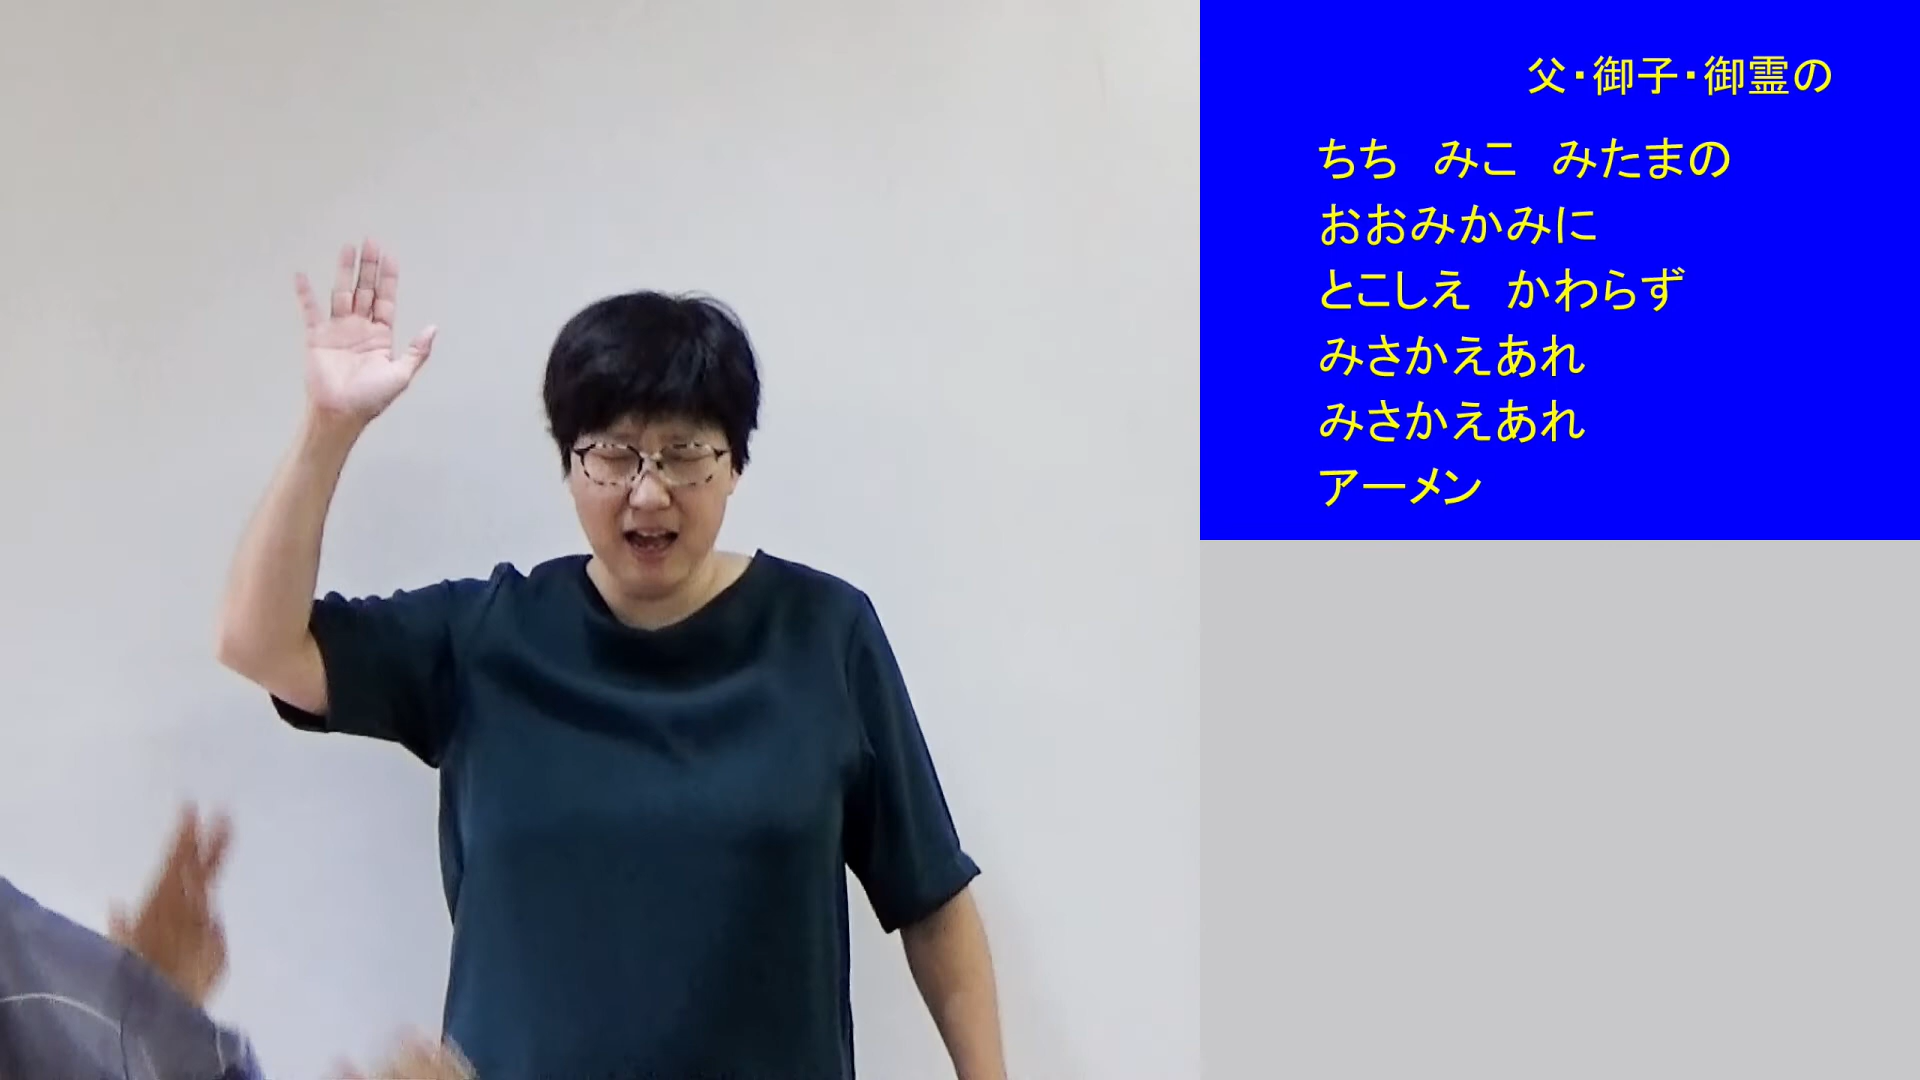 父・御子・御霊の
ちち　みこ　みたまの
おおみかみに
とこしえ　かわらず
みさかえあれ
みさかえあれ
アーメン